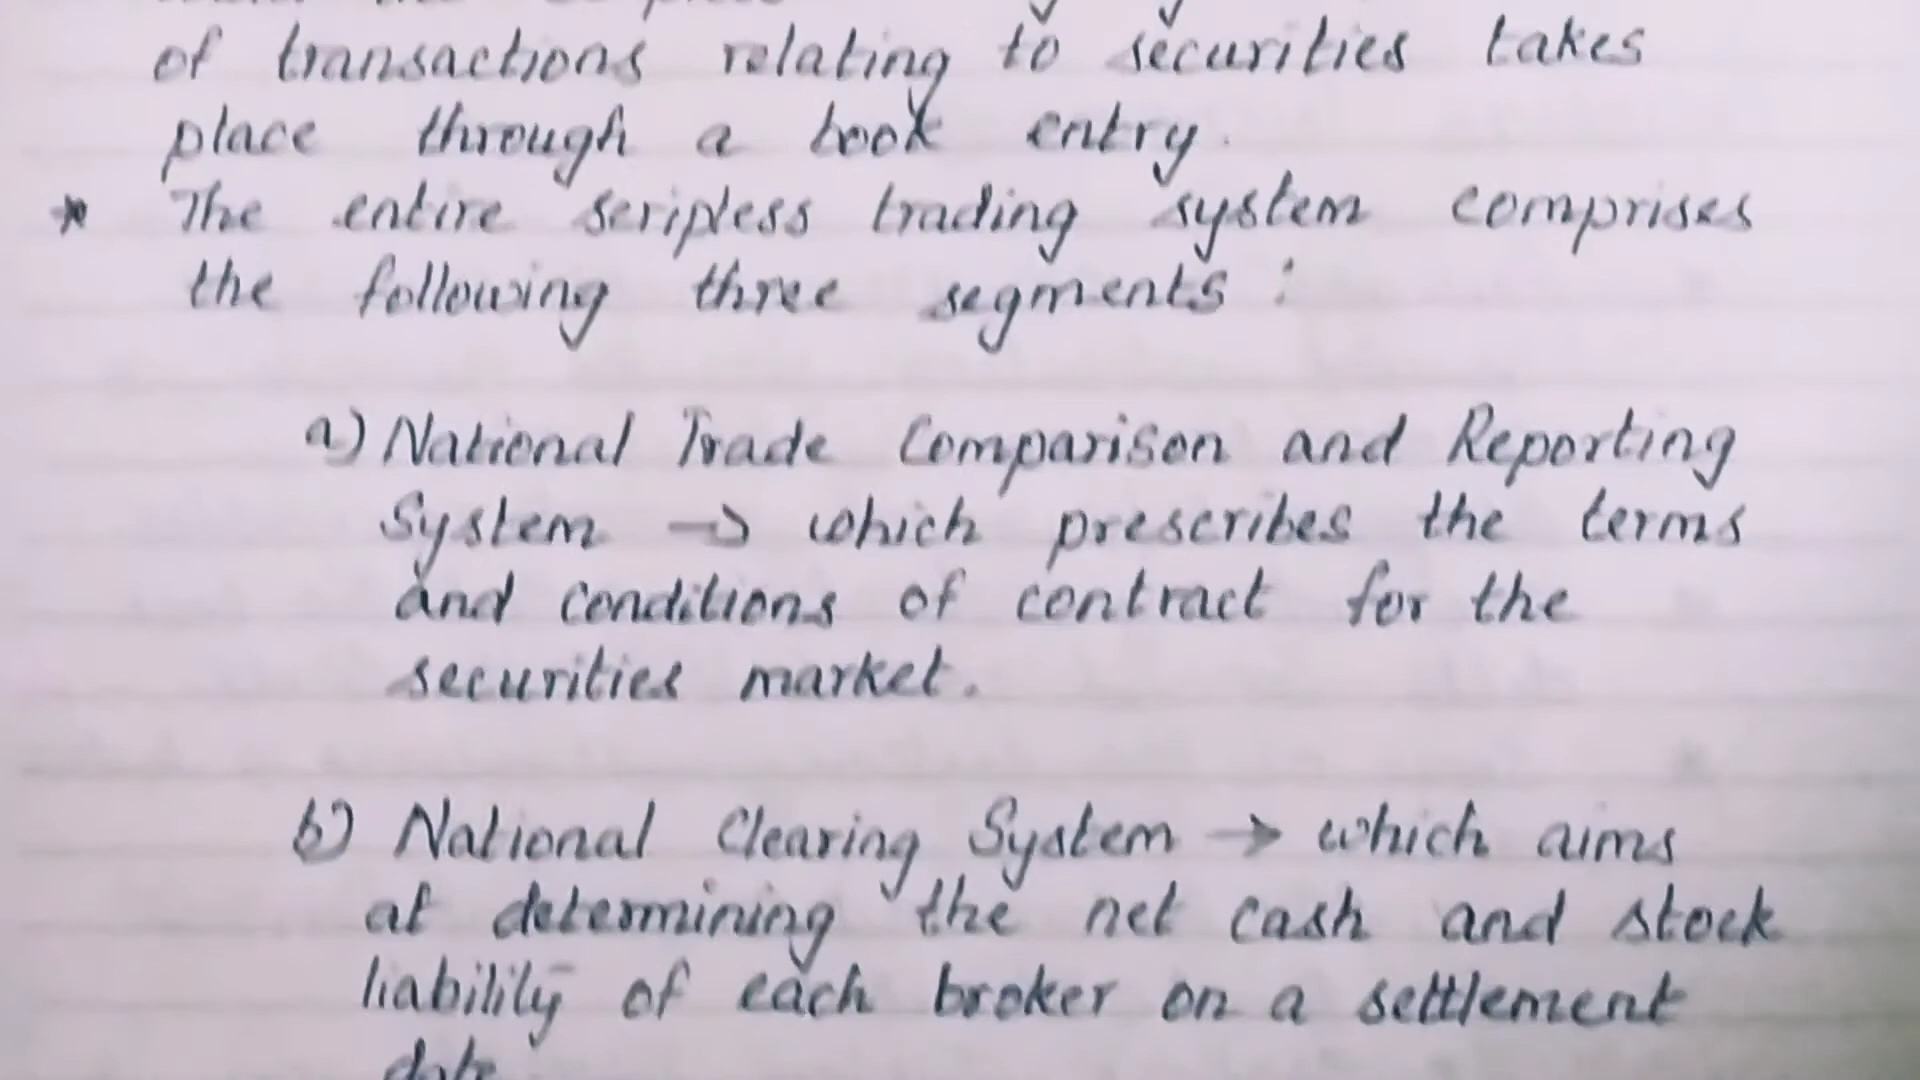 of transactions relating to securities takes
place through a book entry.
* The entire scripless trading system comprises
the following three segments :
a) National Trade Comparison and Reporting
System → which prescribes the terms
and conditions of contract for the
securities market.
b) National Clearing System → which aims
at determining the net cash and stock
liability of each broker on a settlement
date